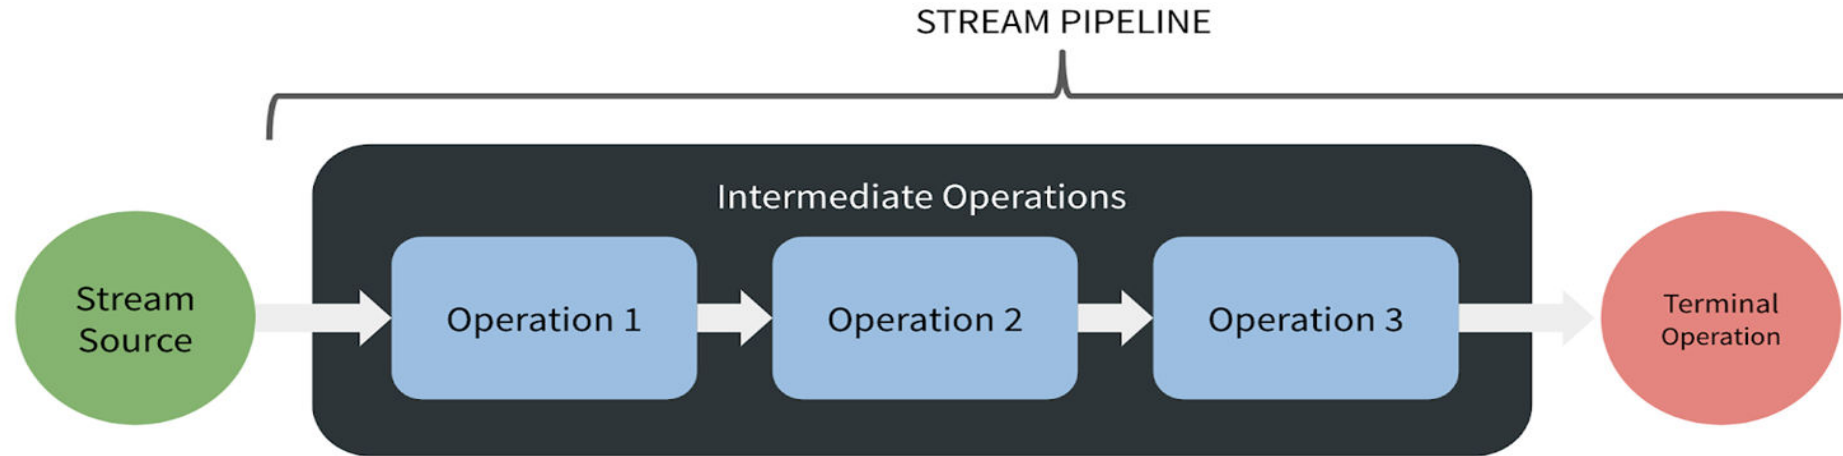 STREAM PIPELINE
Intermediate Operations
Stream
Source
Operation 1
Operation 2
Operation 3
Terminal
Operation